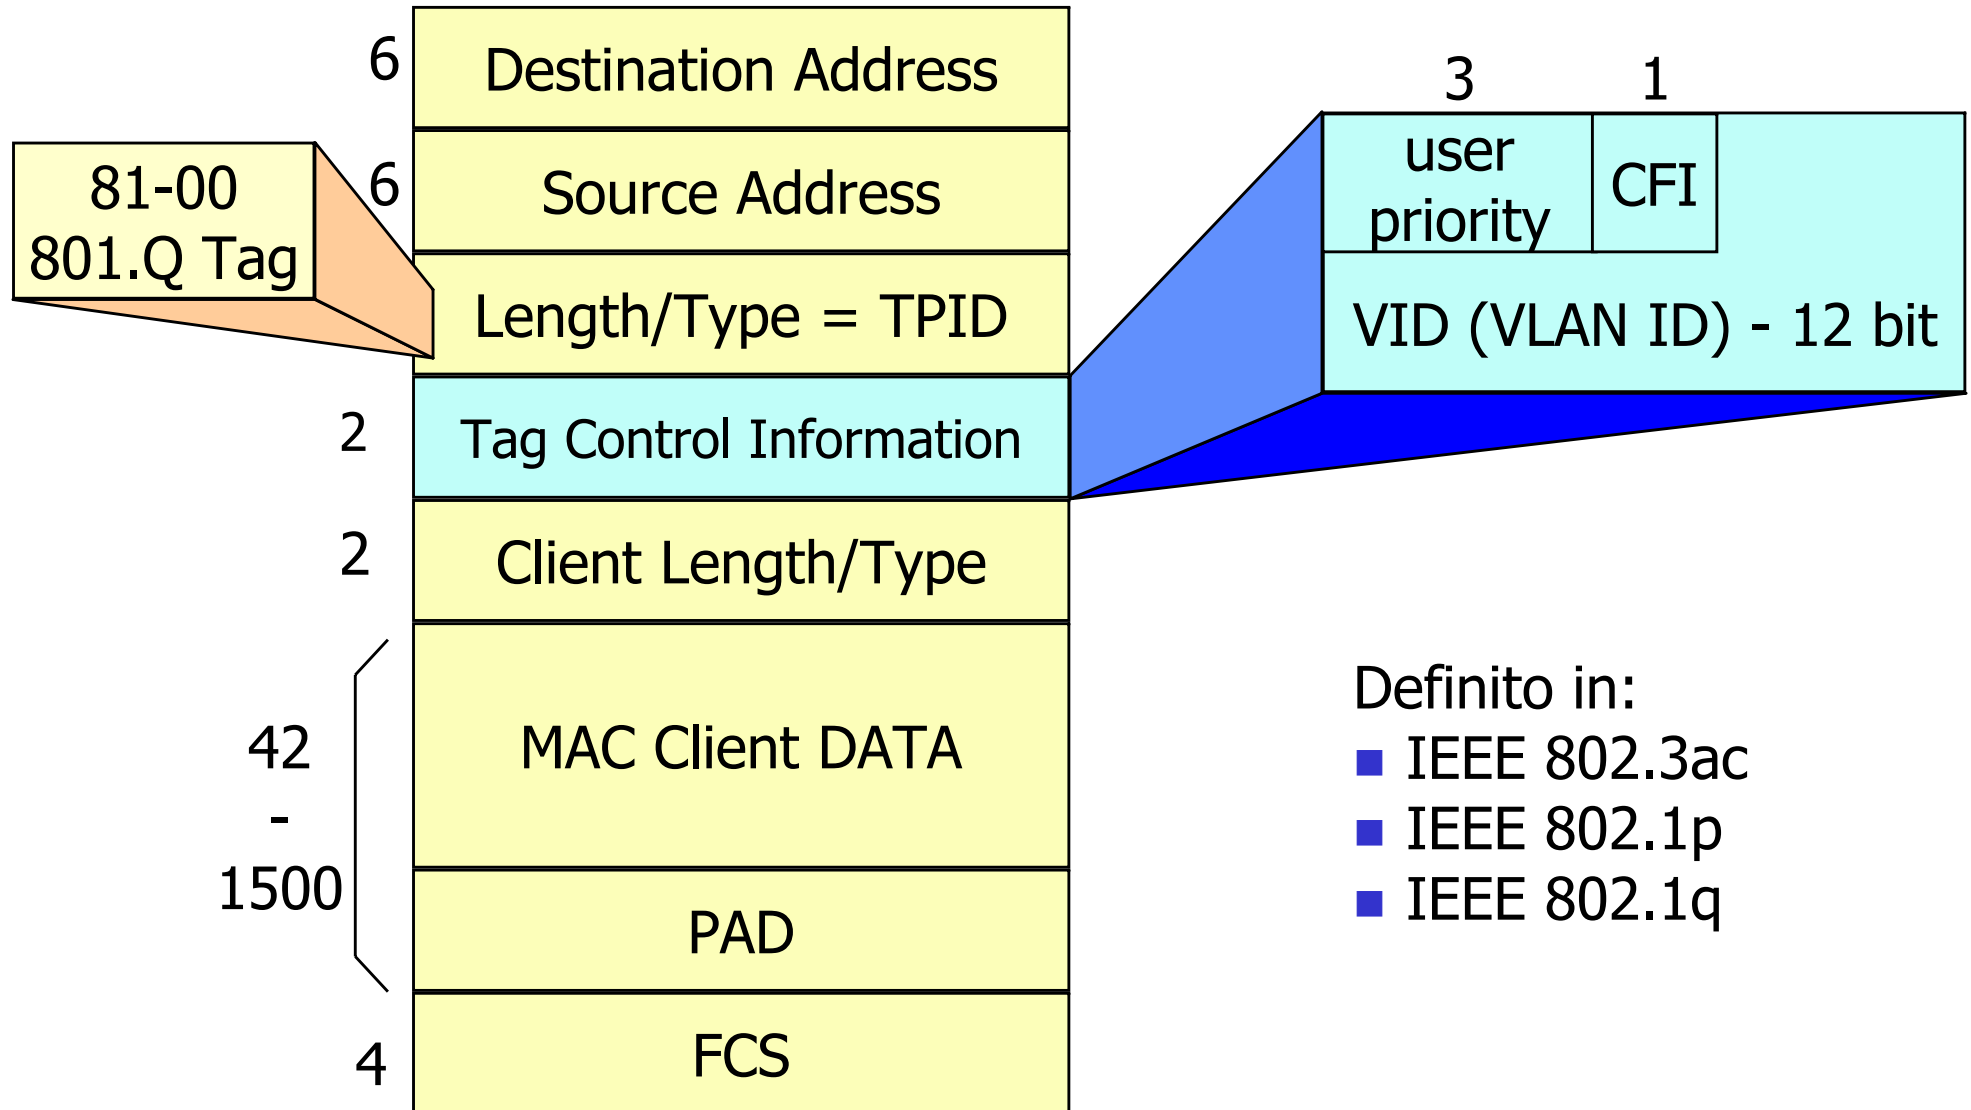 6
Destination Address
6
Source Address
81-00
801.Q Tag
Length/Type = TPID
2
Tag Control Information
2
Client Length/Type
42
-
1500
MAC Client DATA
PAD
4
FCS
3
1
user
priority
CFI
VID (VLAN ID) - 12 bit
Definito in:
■ IEEE 802.3ac
■ IEEE 802.1p
■ IEEE 802.1q